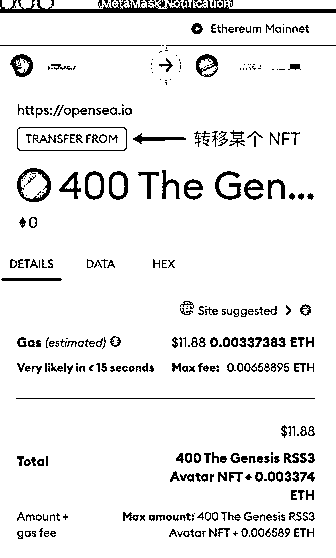 MetaMask Notification
Ethereum Mainnet
https://opensea.io
TRANSFER FROM 转移某个 NFT
400 The Gen...
0
DETAILS DATA HEX
Site suggested
Gas (estimated) $11.88 0.00337383 ETH
Very likely in < 15 seconds Max fee: 0.00658895 ETH
$11.88
Total 400 The Genesis RSS3
Avatar NFT + 0.003374
ETH
Amount + Max amount: 400 The Genesis RSS3
gas fee Avatar NFT + 0.006589 ETH